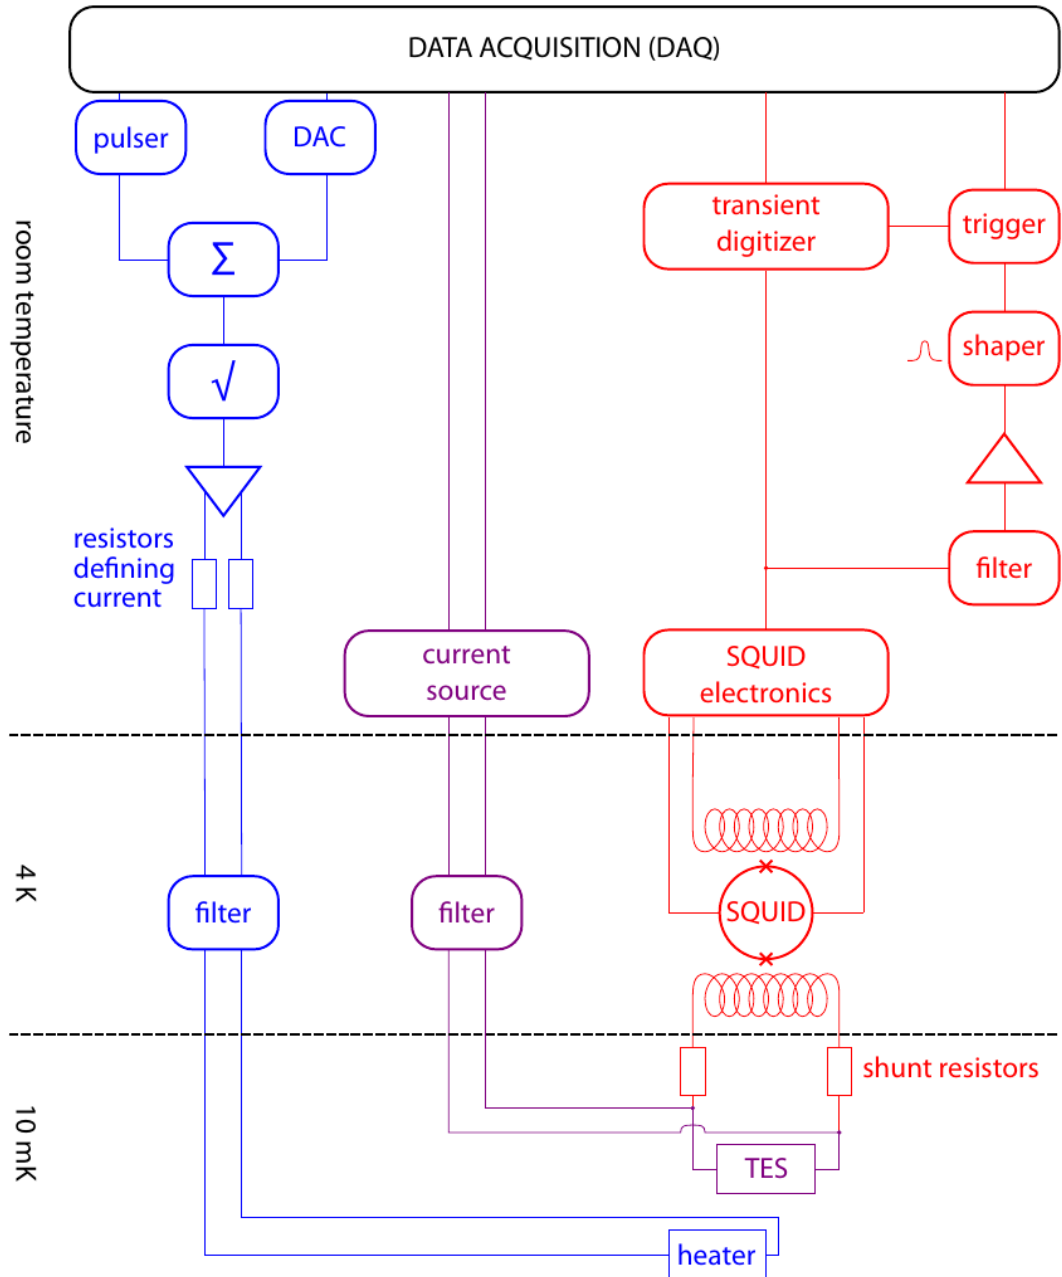 DATA ACQUISITION (DAQ)
pulser
DAC
transient
digitizer
trigger
Σ
room temperature
shaper
√
resistors
defining
current
filter
current
source
SQUID
electronics
4 K
filter
filter
SQUID
shunt resistors
10 mK
TES
heater